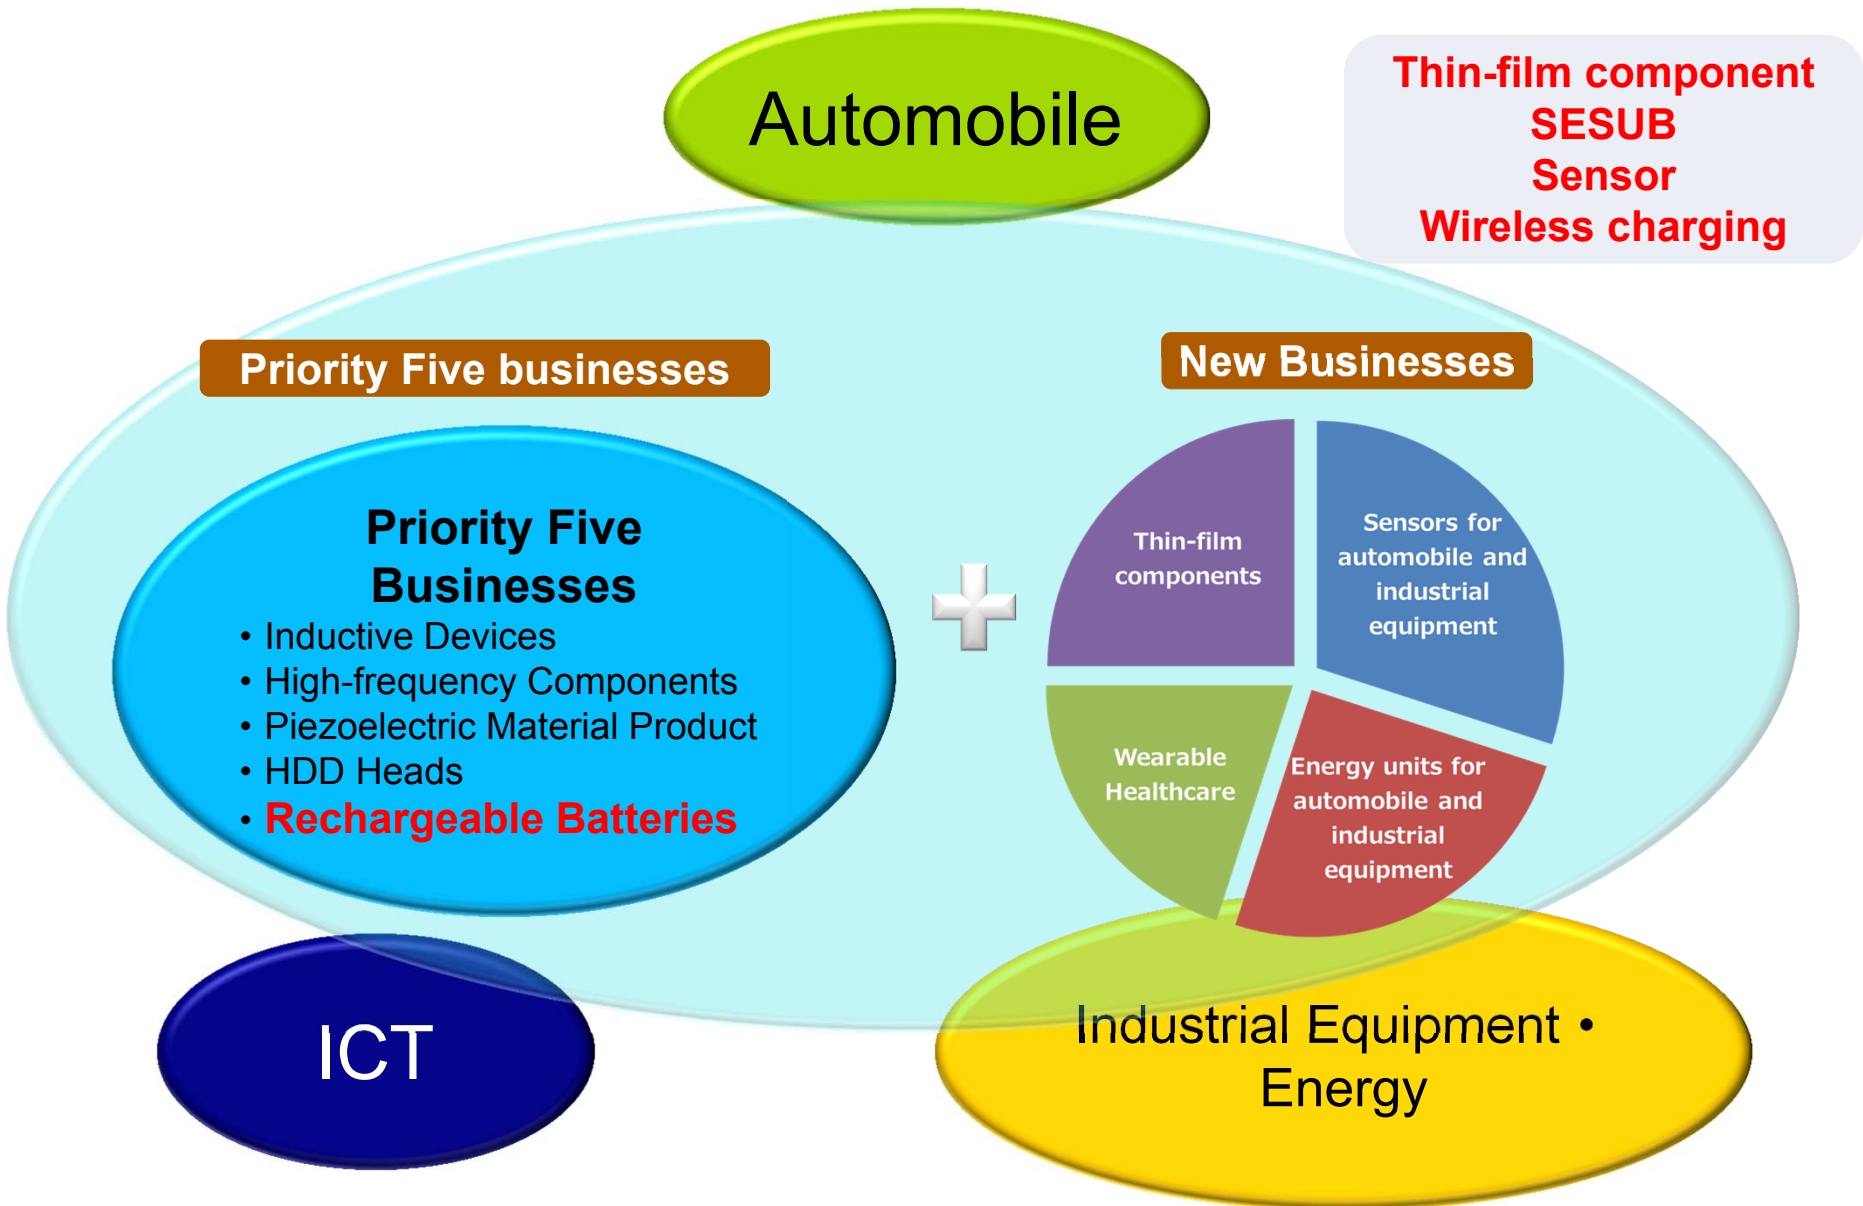 Automobile
Thin-film component
SESUB
Sensor
Wireless charging
Priority Five businesses
New Businesses
Priority Five
Businesses
• Inductive Devices
• High-frequency Components
• Piezoelectric Material Product
• HDD Heads
• Rechargeable Batteries
Thin-film
components
Sensors for
automobile and
industrial
equipment
Wearable
Healthcare
Energy units for
automobile and
industrial
equipment
ICT
Industrial Equipment •
Energy